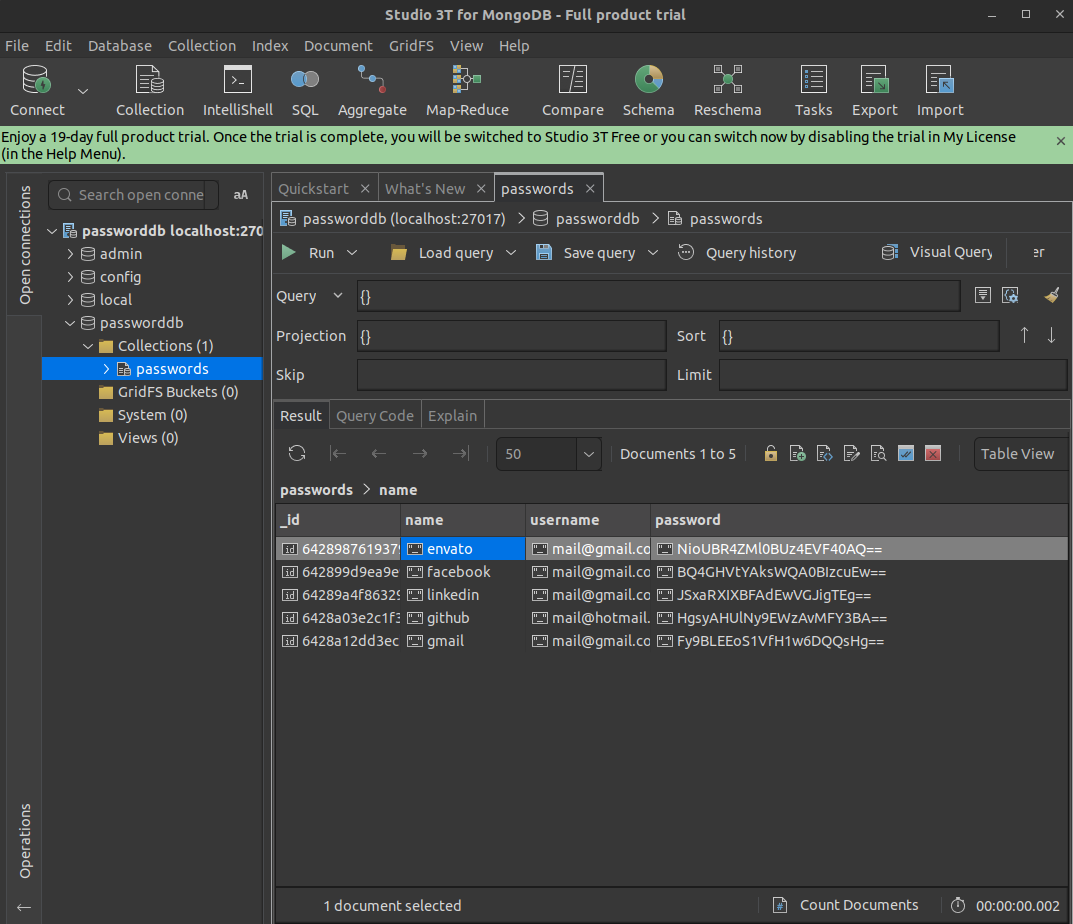 Studio 3T for MongoDB - Full product trial
File Edit Database Collection Index Document GridFS View Help
Connect Collection IntelliShell SQL Aggregate Map-Reduce Compare Schema Reschema Tasks Export Import
Enjoy a 19-day full product trial. Once the trial is complete, you will be switched to Studio 3T Free or you can switch now by disabling the trial in My License
(in the Help Menu).
Open connections
Search open conne aA
passworddb localhost:270
admin
config
local
passworddb
Collections (1)
passwords
GridFS Buckets (0)
System (0)
Views (0)
Operations
Quickstart What's New passwords
passworddb (localhost:27017) passworddb passwords
Run Load query Save query Query history Visual Query er
Query {}
Projection {} Sort {}
Skip Limit
Result Query Code Explain
50 Documents 1 to 5 Table View
passwords > name
_id name username password
id 6428987619379 envato mail@gmail.co NioUBR4ZMl0BUz4EVF40AQ==
id 642899d9ea9e facebook mail@gmail.co BQ4GHVtYAksWQA0BIzcuEw==
id 64289a4f86329 linkedin mail@gmail.co JSxaRXIXBFAdEwVGJigTEg==
id 6428a03e2c1f3 github mail@hotmail. HgsyAHUlNy9EWzAvMFY3BA==
id 6428a12dd3ec gmail mail@gmail.co Fy9BLEEoS1VfH1w6DQQsHg==
1 document selected Count Documents 00:00:00.002